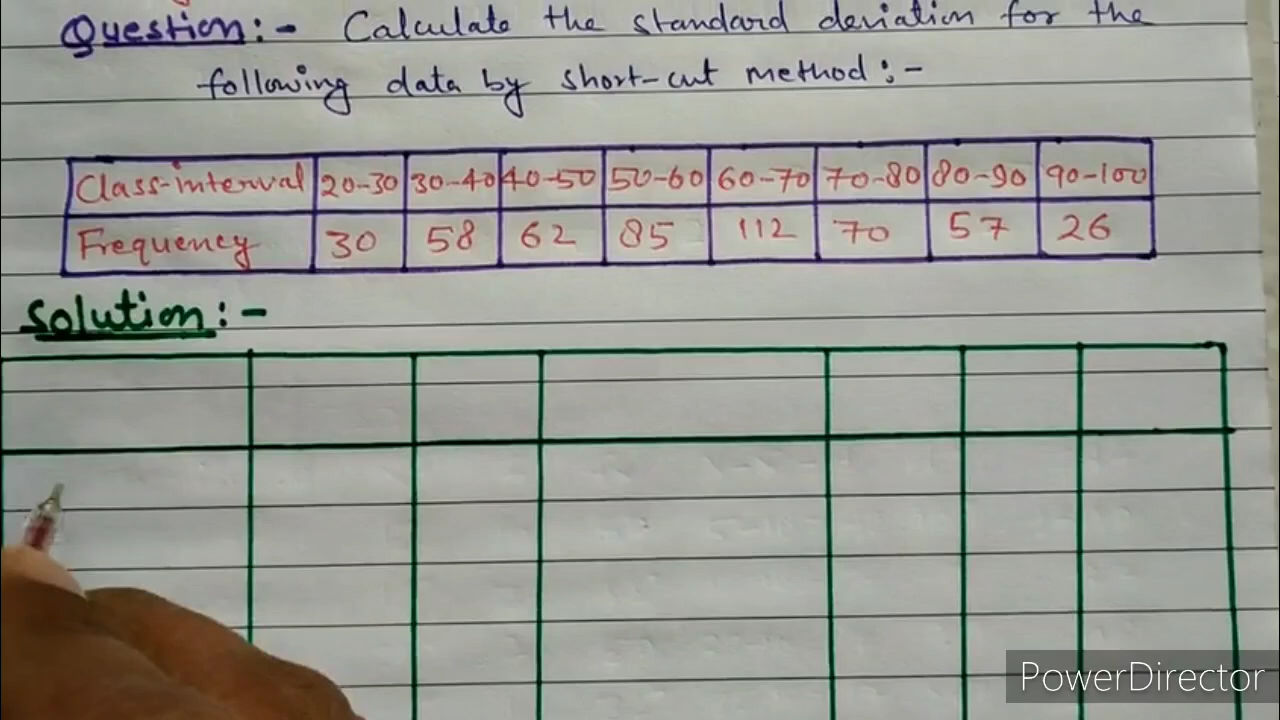 Question:- Calculate the standard deviation for the
following data by short-cut method:-
Class-interval 20-30 30-40 40-50 50-60 60-70 70-80 80-90 90-100
Frequency 30 58 62 85 112 70 57 26
Solution:-
PowerDirector